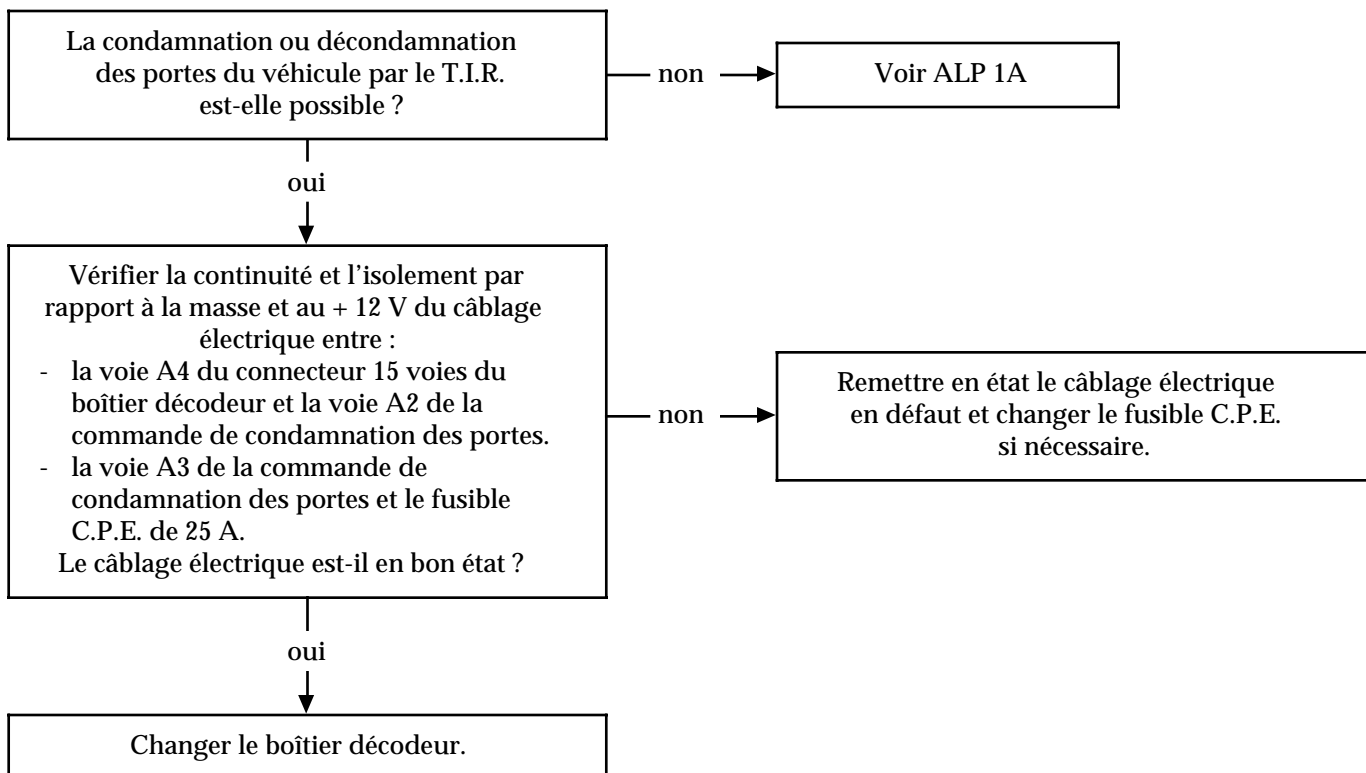 La condamnation ou décondamnation
des portes du véhicule par le T.I.R.
est-elle possible ?
non
Voir ALP 1A
oui
Vérifier la continuité et l'isolement par
rapport à la masse et au + 12 V du câblage
électrique entre :
- la voie A4 du connecteur 15 voies du
boîtier décodeur et la voie A2 de la
commande de condamnation des portes.
- la voie A3 de la commande de
condamnation des portes et le fusible
C.P.E. de 25 A.
Le câblage électrique est-il en bon état ?
non
Remettre en état le câblage électrique
en défaut et changer le fusible C.P.E.
si nécessaire.
oui
Changer le boîtier décodeur.